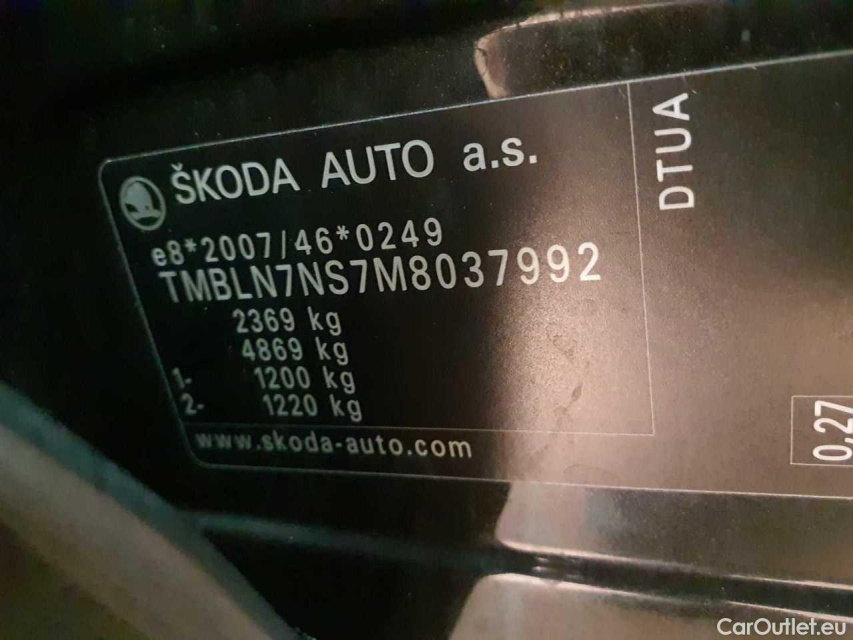 ŠKODA AUTO a.s.
e8*2007/46*0249
TMBLN7NS7M8037992
2369 kg
4869 kg
1- 1200 kg
2- 1220 kg
www.skoda-auto.com
DTUA
0,27
CarOutlet.eu